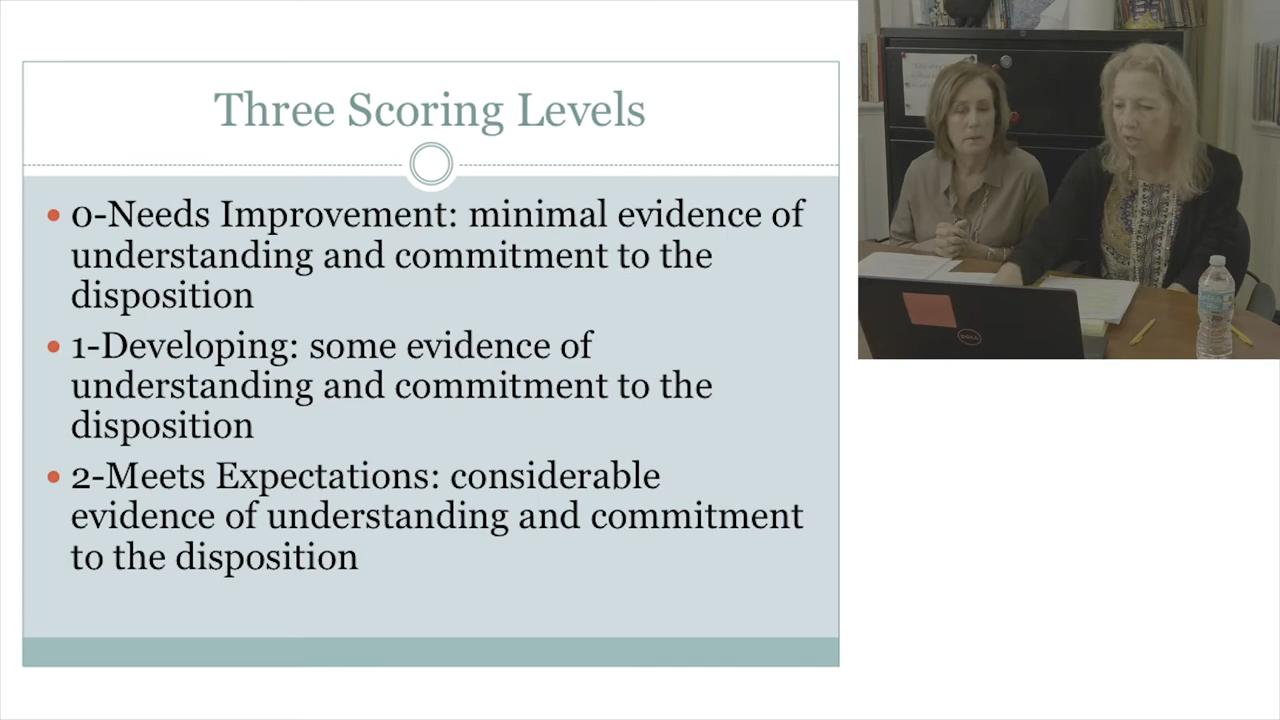 Three Scoring Levels
• 0-Needs Improvement: minimal evidence of
understanding and commitment to the
disposition
• 1-Developing: some evidence of
understanding and commitment to the
disposition
• 2-Meets Expectations: considerable
evidence of understanding and commitment
to the disposition
DELL